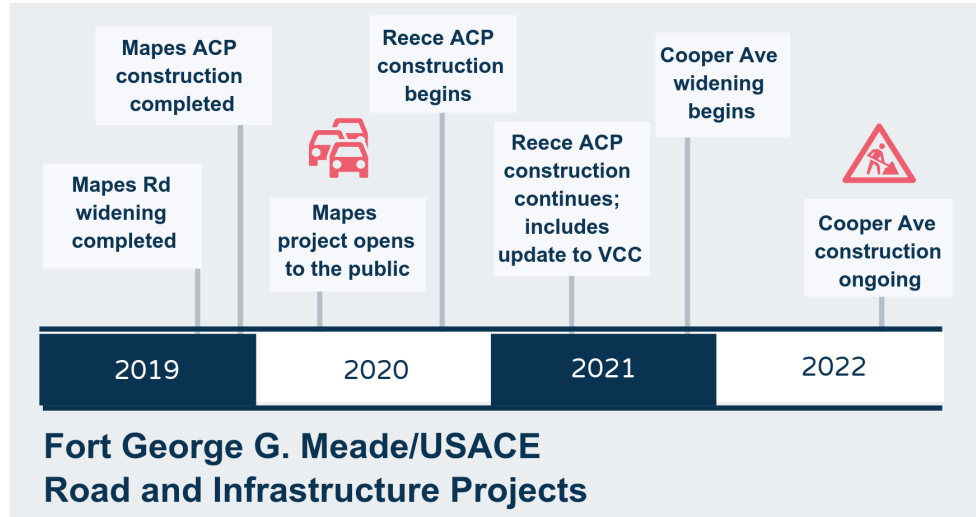 Mapes Rd
widening
completed
Mapes ACP
construction
completed
Mapes
project opens
to the public
Reece ACP
construction
begins
Reece ACP
construction
continues;
includes
update to VCC
Cooper Ave
widening
begins
Cooper Ave
construction
ongoing
2019
2020
2021
2022
Fort George G. Meade/USACE
Road and Infrastructure Projects